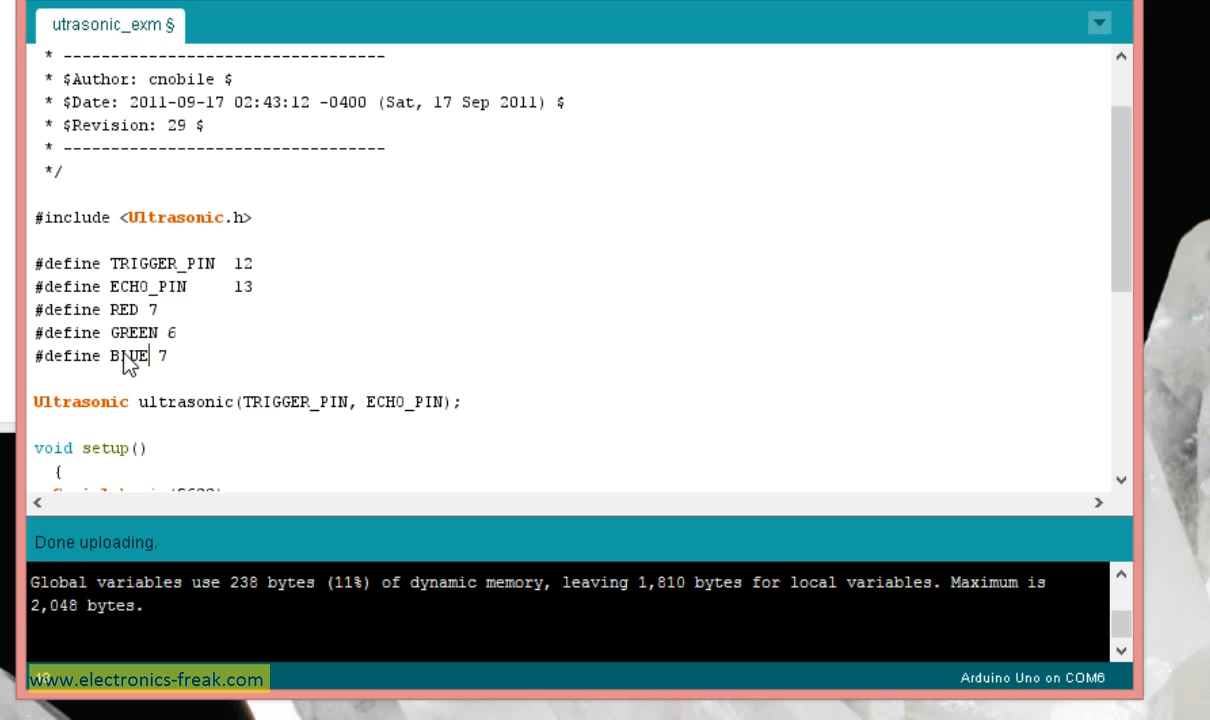 utrasonic_exm §
* ----------------------------------
* $Author: cnobile $
* $Date: 2011-09-17 02:43:12 -0400 (Sat, 17 Sep 2011) $
* $Revision: 29 $
* ----------------------------------
*/
#include <Ultrasonic.h>
#define TRIGGER_PIN  12
#define ECHO_PIN     13
#define RED 7
#define GREEN 6
#define BLUE 7
Ultrasonic ultrasonic(TRIGGER_PIN, ECHO_PIN);
void setup()
{
Done uploading.
Global variables use 238 bytes (11%) of dynamic memory, leaving 1,810 bytes for local variables. Maximum is
2,048 bytes.
www.electronics-freak.com
Arduino Uno on COM6